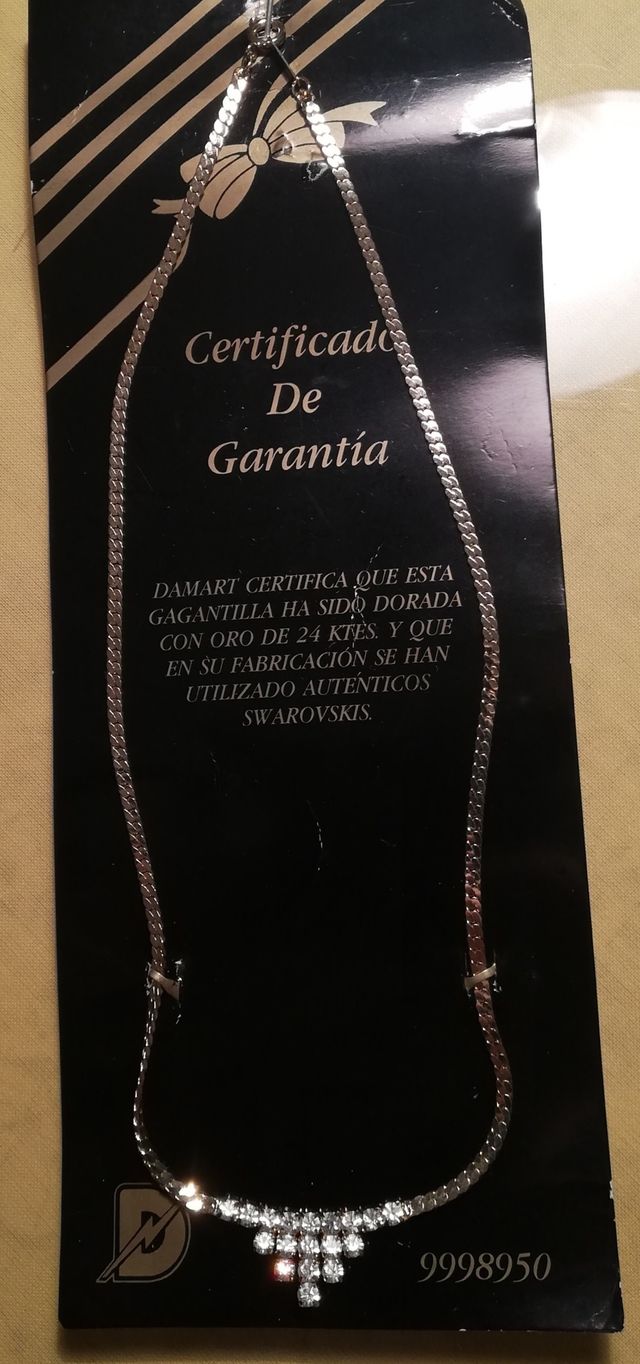 Certificado
De
Garantía
DAMART CERTIFICA QUE ESTA
GAGANTILLA HA SIDO DORADA
CON ORO DE 24 KTES. Y QUE
EN SU FABRICACIÓN SE HAN
UTILIZADO AUTENTICOS
SWAROVSKIS.
D
9998950